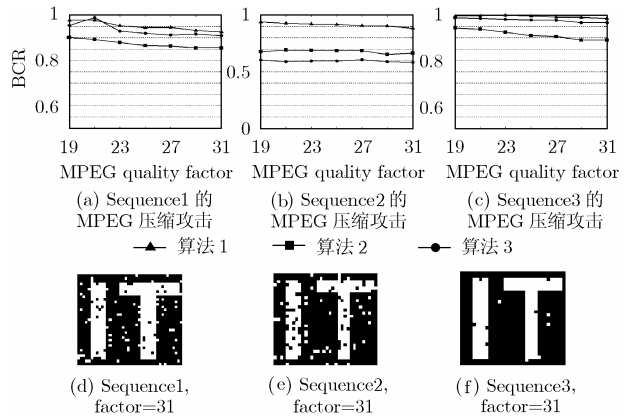 BCR
1
0.8
0.6
19 23 27 31
MPEG quality factor
(a) Sequence1 的
MPEG 压缩攻击
1
0.5
0
19 23 27 31
MPEG quality factor
(b) Sequence2 的
MPEG 压缩攻击
1
0.8
0.6
19 23 27 31
MPEG quality factor
(c) Sequence3 的
MPEG 压缩攻击
算法 1 算法 2 算法 3
IT
IT
IT
(d) Sequence1,
factor=31
(e) Sequence2,
factor=31
(f) Sequence3,
factor=31